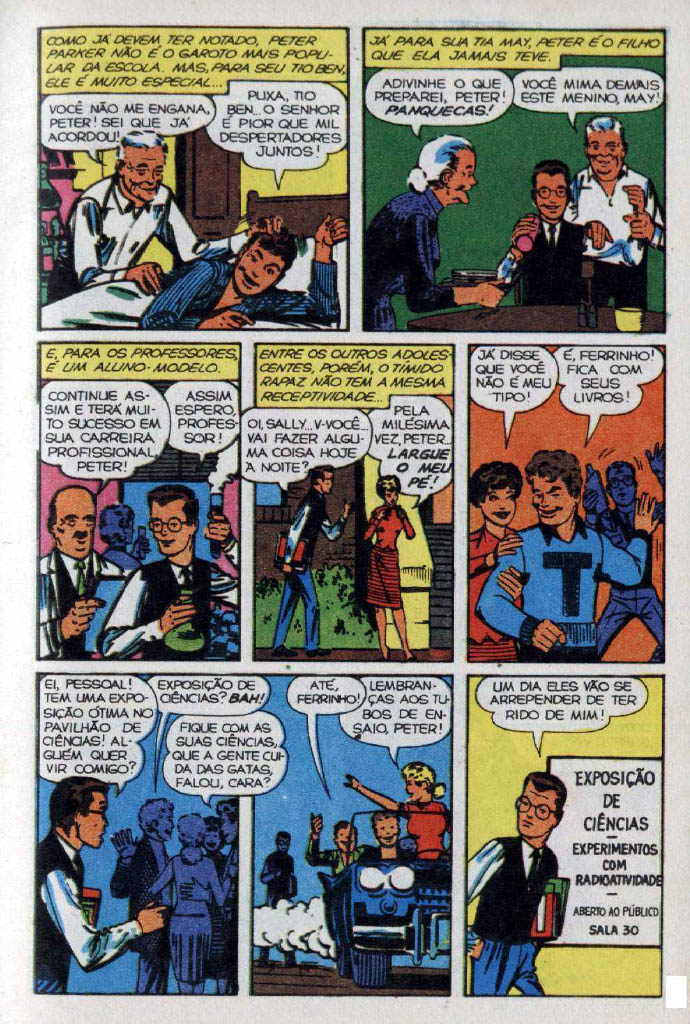 COMO JÁ DEVEM TER NOTADO, PETER
PARKER NÃO É O GAROTO MAIS POPU-
LAR DA ESCOLA. MAS, PARA SEU TIO BEN,
ELE É MUITO ESPECIAL...
VOCÊ NÃO ME ENGANA,
PETER! SEI QUE JÁ
ACORDOU!
PUXA, TIO
BEN... O SENHOR
É PIOR QUE MIL
DESPERTADORES
JUNTOS!
JÁ PARA SUA TIA MAY, PETER É O FILHO
QUE ELA JAMAIS TEVE.
ADIVINHE O QUE
PREPAREI, PETER!
PANQUECAS!
VOCÊ MIMA DEMAIS
ESTE MENINO, MAY!
E, PARA OS PROFESSORES,
É UM ALUNO-MODELO.
CONTINUE AS-
SIM E TERÁ MUI-
TO SUCESSO EM
SUA CARREIRA
PROFISSIONAL,
PETER!
ASSIM
ESPERO,
PROFES-
SOR!
ENTRE OS OUTROS ADOLES-
CENTES, PORÉM, O TÍMIDO
RAPAZ NÃO TEM A MESMA
RECEPTIVIDADE...
OI, SALLY... V-VOCÊ...
VAI FAZER ALGU-
MA COISA HOJE
À NOITE?
PELA
MILÉSIMA
VEZ, PETER...
LARGUE
O MEU
PÉ!
JÁ DISSE
QUE VOCÊ
NÃO É MEU
TIPO!
É, FERRINHO!
FICA COM
SEUS
LIVROS!
T
EI, PESSOAL!
TEM UMA EXPO-
SIÇÃO ÓTIMA NO
PAVILHÃO DE
CIÊNCIAS! AL-
GUÉM QUER
VIR COMIGO?
EXPOSIÇÃO DE
CIÊNCIAS? BAH!
FIQUE COM AS
SUAS CIÊNCIAS,
QUE A GENTE CUI-
DA DAS GATAS,
FALOU, CARA?
ATÉ,
FERRINHO!
LEMBRAN-
ÇAS AOS TU-
BOS DE EN-
SAIO, PETER!
UM DIA ELES VÃO SE
ARREPENDER DE TER
RIDO DE MIM!
EXPOSIÇÃO
DE
CIÊNCIAS
—
EXPERIMENTOS
COM
RADIOATIVIDADE
—
ABERTO AO PÚBLICO
SALA 30